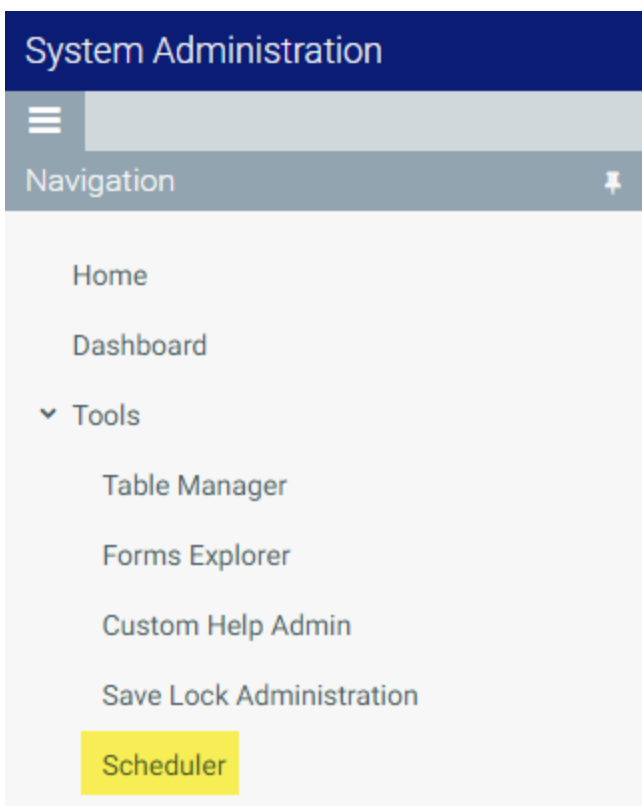 System Administration
Navigation
Home
Dashboard
Tools
Table Manager
Forms Explorer
Custom Help Admin
Save Lock Administration
Scheduler